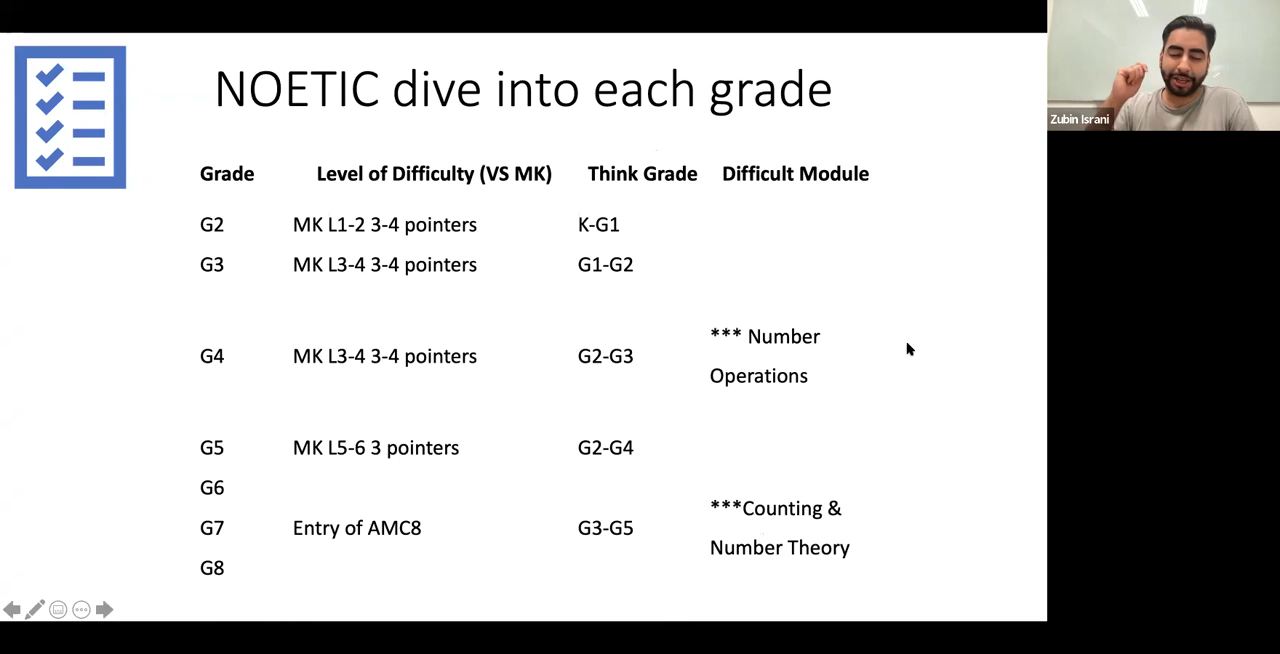 NOETIC dive into each grade
Zubin Israni
Grade Level of Difficulty (VS MK) Think Grade Difficult Module
G2 MK L1-2 3-4 pointers K-G1
G3 MK L3-4 3-4 pointers G1-G2
*** Number
G4 MK L3-4 3-4 pointers G2-G3
Operations
G5 MK L5-6 3 pointers G2-G4
G6
***Counting &
G7 Entry of AMC8 G3-G5
Number Theory
G8